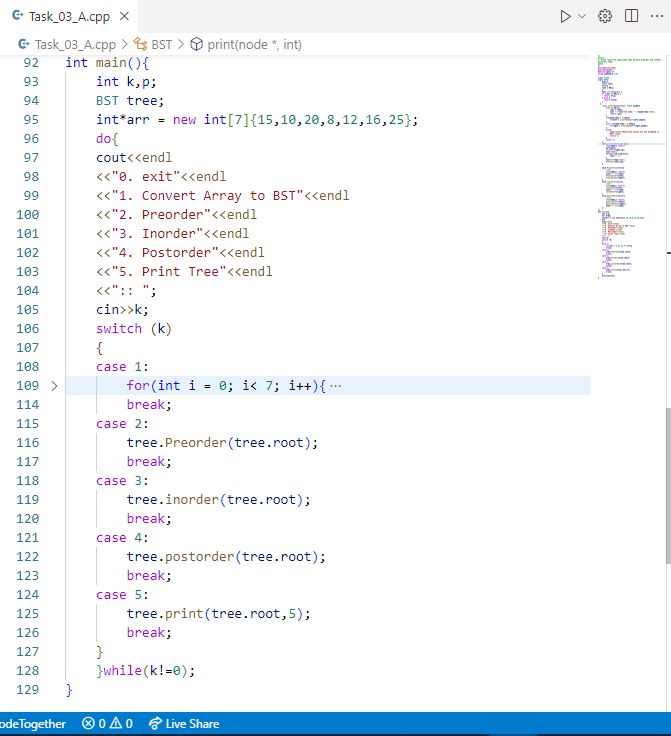 Task_03_A.cpp
Task_03_A.cpp > BST > print(node *, int)
92 int main(){
93 int k,p;
94 BST tree;
95 int*arr = new int[7]{15,10,20,8,12,16,25};
96 do{
97 cout<<endl
98 <<"0. exit"<<endl
99 <<"1. Convert Array to BST"<<endl
100 <<"2. Preorder"<<endl
101 <<"3. Inorder"<<endl
102 <<"4. Postorder"<<endl
103 <<"5. Print Tree"<<endl
104 <<":: ";
105 cin>>k;
106 switch (k)
107 {
108 case 1:
109 for(int i = 0; i< 7; i++){ ···
114 break;
115 case 2:
116 tree.Preorder(tree.root);
117 break;
118 case 3:
119 tree.inorder(tree.root);
120 break;
121 case 4:
122 tree.postorder(tree.root);
123 break;
124 case 5:
125 tree.print(tree.root,5);
126 break;
127 }
128 }while(k!=0);
129 }
odeTogether 0 0 Live Share